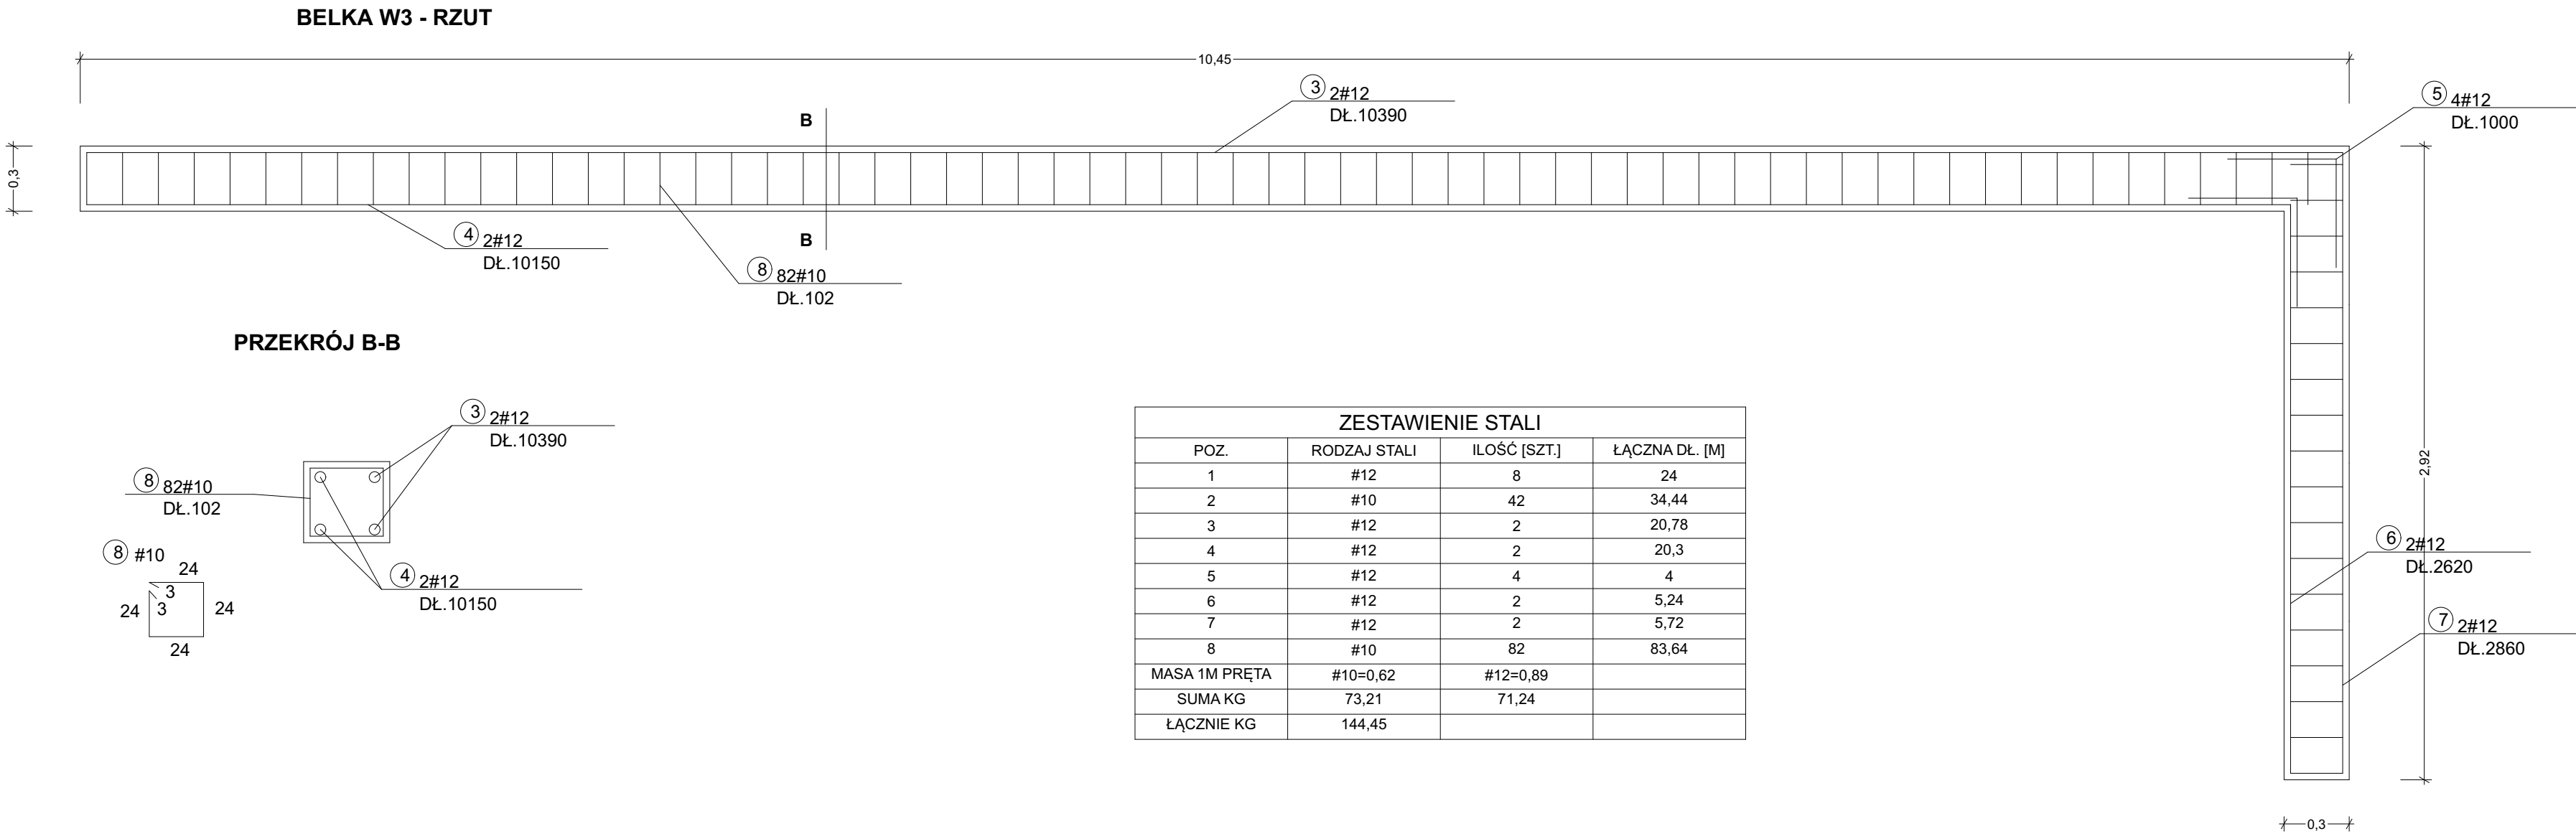 BELKA W3 - RZUT
10,45
3 2#12
DŁ.10390
5 4#12
DŁ.1000
B
0,3
4 2#12
DŁ.10150
B
8 82#10
DŁ.102
PRZEKRÓJ B-B
3 2#12
DŁ.10390
8 82#10
DŁ.102
8 #10
24
3
24 3 24
24
4 2#12
DŁ.10150
ZESTAWIENIE STALI
POZ. RODZAJ STALI ILOŚĆ [SZT.] ŁĄCZNA DŁ. [M]
1 #12 8 24
2 #10 42 34,44
3 #12 2 20,78
4 #12 2 20,3
5 #12 4 4
6 #12 2 5,24
7 #12 2 5,72
8 #10 82 83,64
MASA 1M PRĘTA #10=0,62 #12=0,89
SUMA KG 73,21 71,24
ŁĄCZNIE KG 144,45
2,92
6 2#12
DŁ.2620
7 2#12
DŁ.2860
0,3